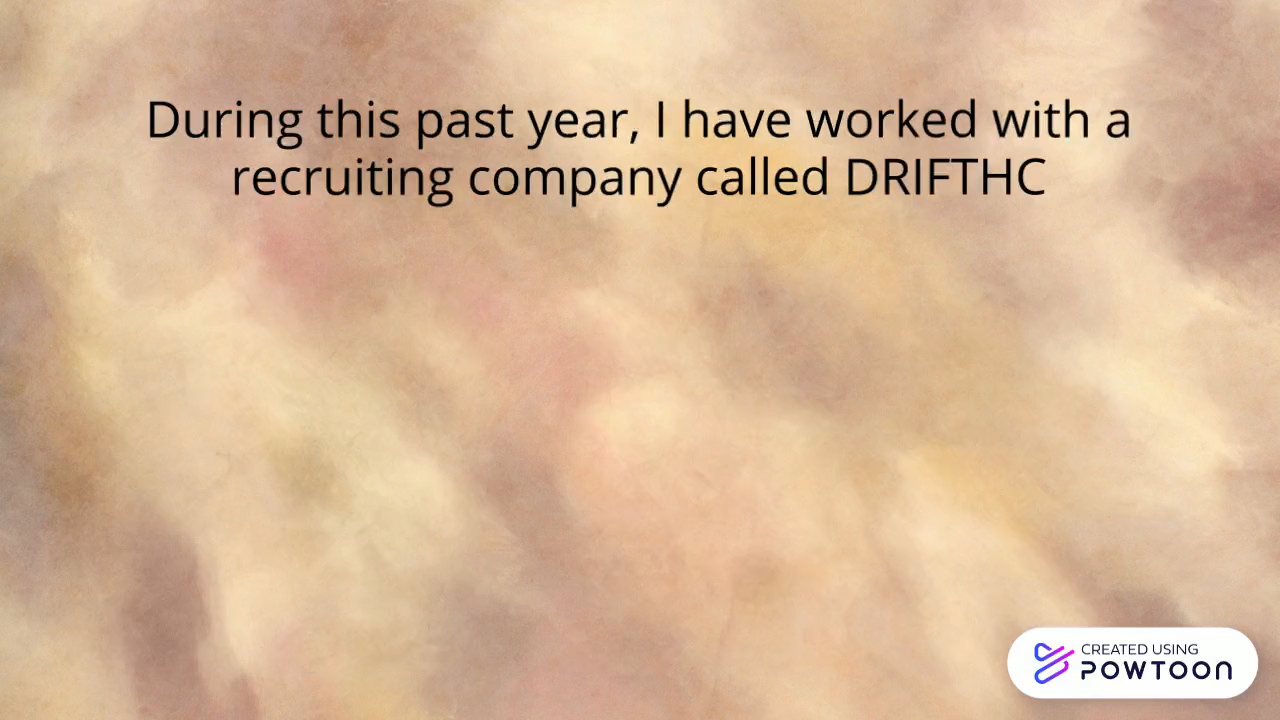 During this past year, I have worked with a
recruiting company called DRIFTHC
CREATED USING
POWTOON